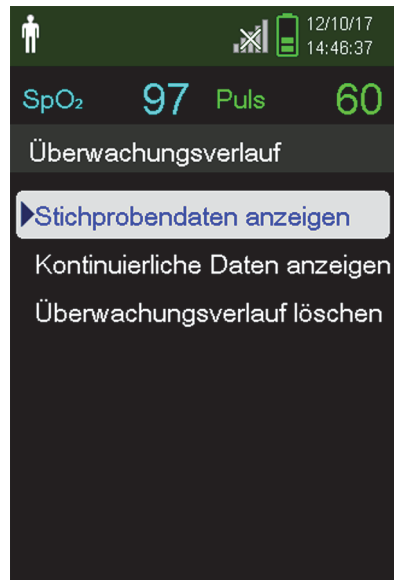 12/10/17
14:46:37
SpO₂ 97 Puls 60
Überwachungsverlauf
Stichprobendaten anzeigen
Kontinuierliche Daten anzeigen
Überwachungsverlauf löschen